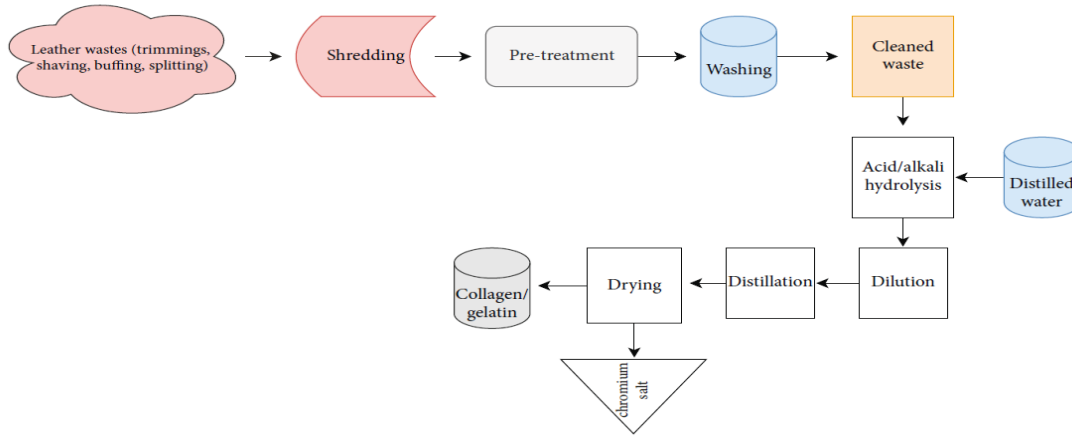 Leather wastes (trimmings,
shaving, buffing, splitting)
Shredding
Pre-treatment
Washing
Cleaned
waste
Acid/alkali
hydrolysis
Distilled
water
Collagen/
gelatin
Drying
Distillation
Dilution
chromium
salt